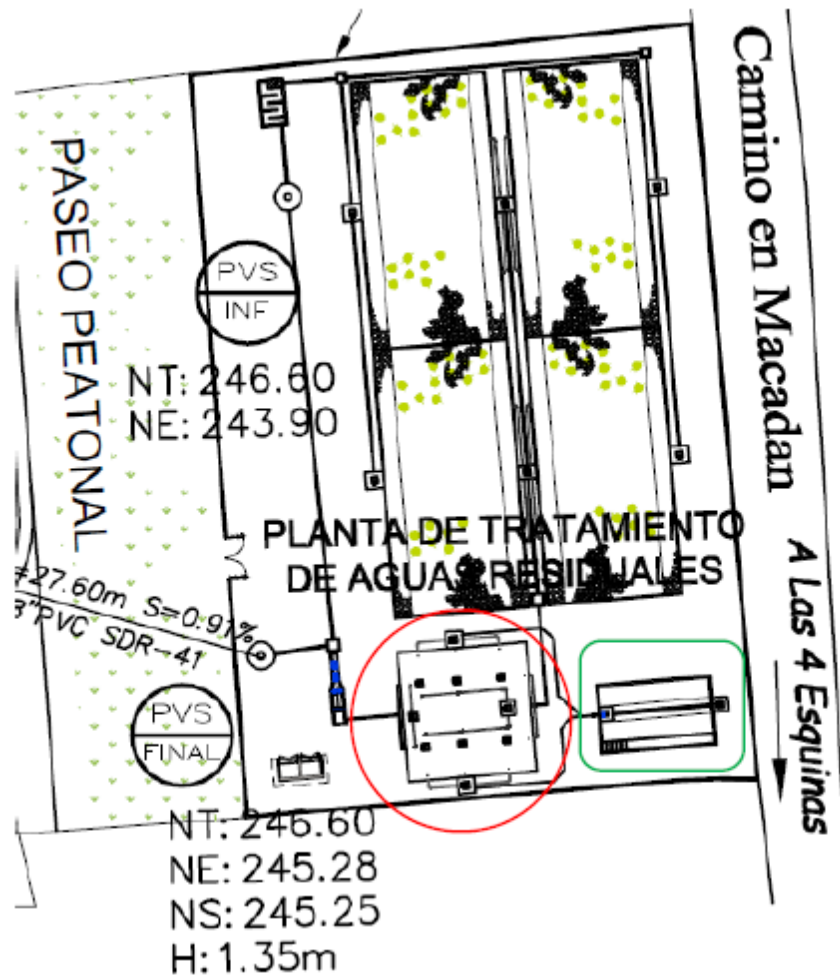 Camino en Macadan
PASEO PEATONAL
PVS
INF
NT: 246.60
NE: 243.90
PLANTA DE TRATAMIENTO
DE AGUAS RESIDUALES
27.60m S=0.91%
PVC SDR-41
A Las 4 Esquinas
PVS
FINAL
NT: 246.60
NE: 245.28
NS: 245.25
H: 1.35m